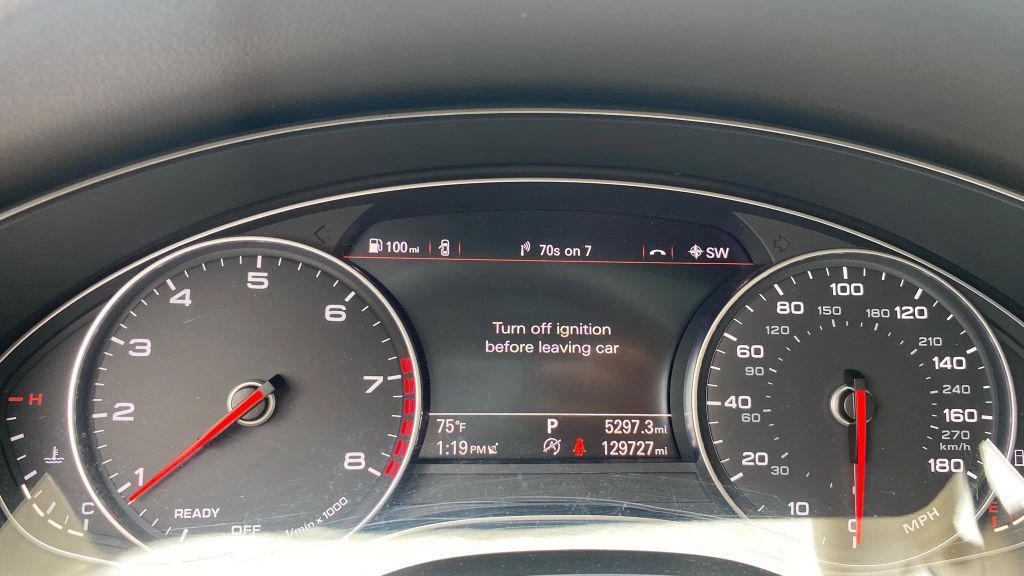 100 mi
70s on 7
SW
Turn off ignition
before leaving car
75°F P 5297.3 mi
1:19 PM 129727 mi
1 2 3 4 5 6 7 8
READY
OFF
1/min x 1000
H
C
0 10 20 40 60 80 100 120 140 160 180
30 60 90 120 150 180 210 240 270
km/h
MPH
E